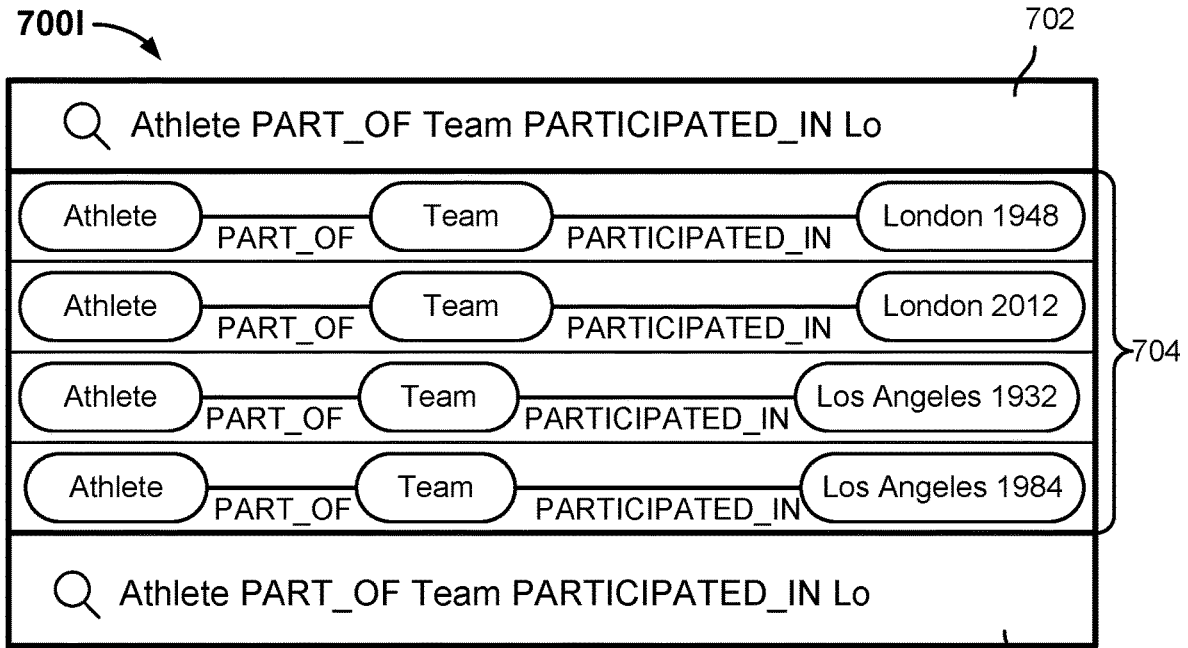 700I
702
Athlete PART_OF Team PARTICIPATED_IN Lo
Athlete PART_OF Team PARTICIPATED_IN London 1948
Athlete PART_OF Team PARTICIPATED_IN London 2012
704
Athlete PART_OF Team PARTICIPATED_IN Los Angeles 1932
Athlete PART_OF Team PARTICIPATED_IN Los Angeles 1984
Athlete PART_OF Team PARTICIPATED_IN Lo